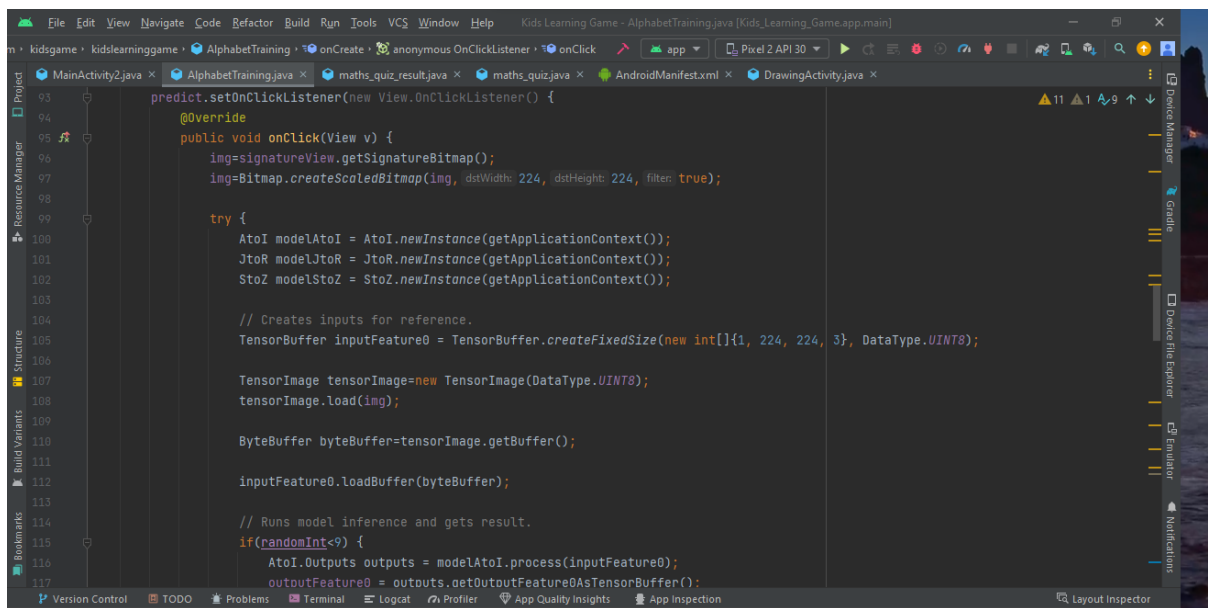 File Edit View Navigate Code Refactor Build Run Tools VCS Window Help Kids Learning Game - AlphabetTraining.java [Kids_Learning_Game.app.main]
m › kidsgame › kidslearninggame › AlphabetTraining › onCreate › anonymous OnClickListener › onClick app Pixel 2 API 30
MainActivity2.java × AlphabetTraining.java × maths_quiz_result.java × maths_quiz.java × AndroidManifest.xml × DrawingActivity.java ×
11 1 9
93 predict.setOnClickListener(new View.OnClickListener() {
94 @Override
95 public void onClick(View v) {
96 img=signatureView.getSignatureBitmap();
97 img=Bitmap.createScaledBitmap(img, dstWidth: 224, dstHeight: 224, filter: true);
98
99 try {
100 AtoI modelAtoI = AtoI.newInstance(getApplicationContext());
101 JtoR modelJtoR = JtoR.newInstance(getApplicationContext());
102 StoZ modelStoZ = StoZ.newInstance(getApplicationContext());
103
104 // Creates inputs for reference.
105 TensorBuffer inputFeature0 = TensorBuffer.createFixedSize(new int[]{1, 224, 224, 3}, DataType.UINT8);
106
107 TensorImage tensorImage=new TensorImage(DataType.UINT8);
108 tensorImage.load(img);
109
110 ByteBuffer byteBuffer=tensorImage.getBuffer();
111
112 inputFeature0.loadBuffer(byteBuffer);
113
114 // Runs model inference and gets result.
115 if(randomInt<9) {
116 AtoI.Outputs outputs = modelAtoI.process(inputFeature0);
117 outputFeature0 = outputs.getOutputFeature0AsTensorBuffer();
Project
Resource Manager
Structure
Build Variants
Bookmarks
Device Manager
Gradle
Device File Explorer
Emulator
Notifications
Version Control TODO Problems Terminal Logcat Profiler App Quality Insights App Inspection Layout Inspector